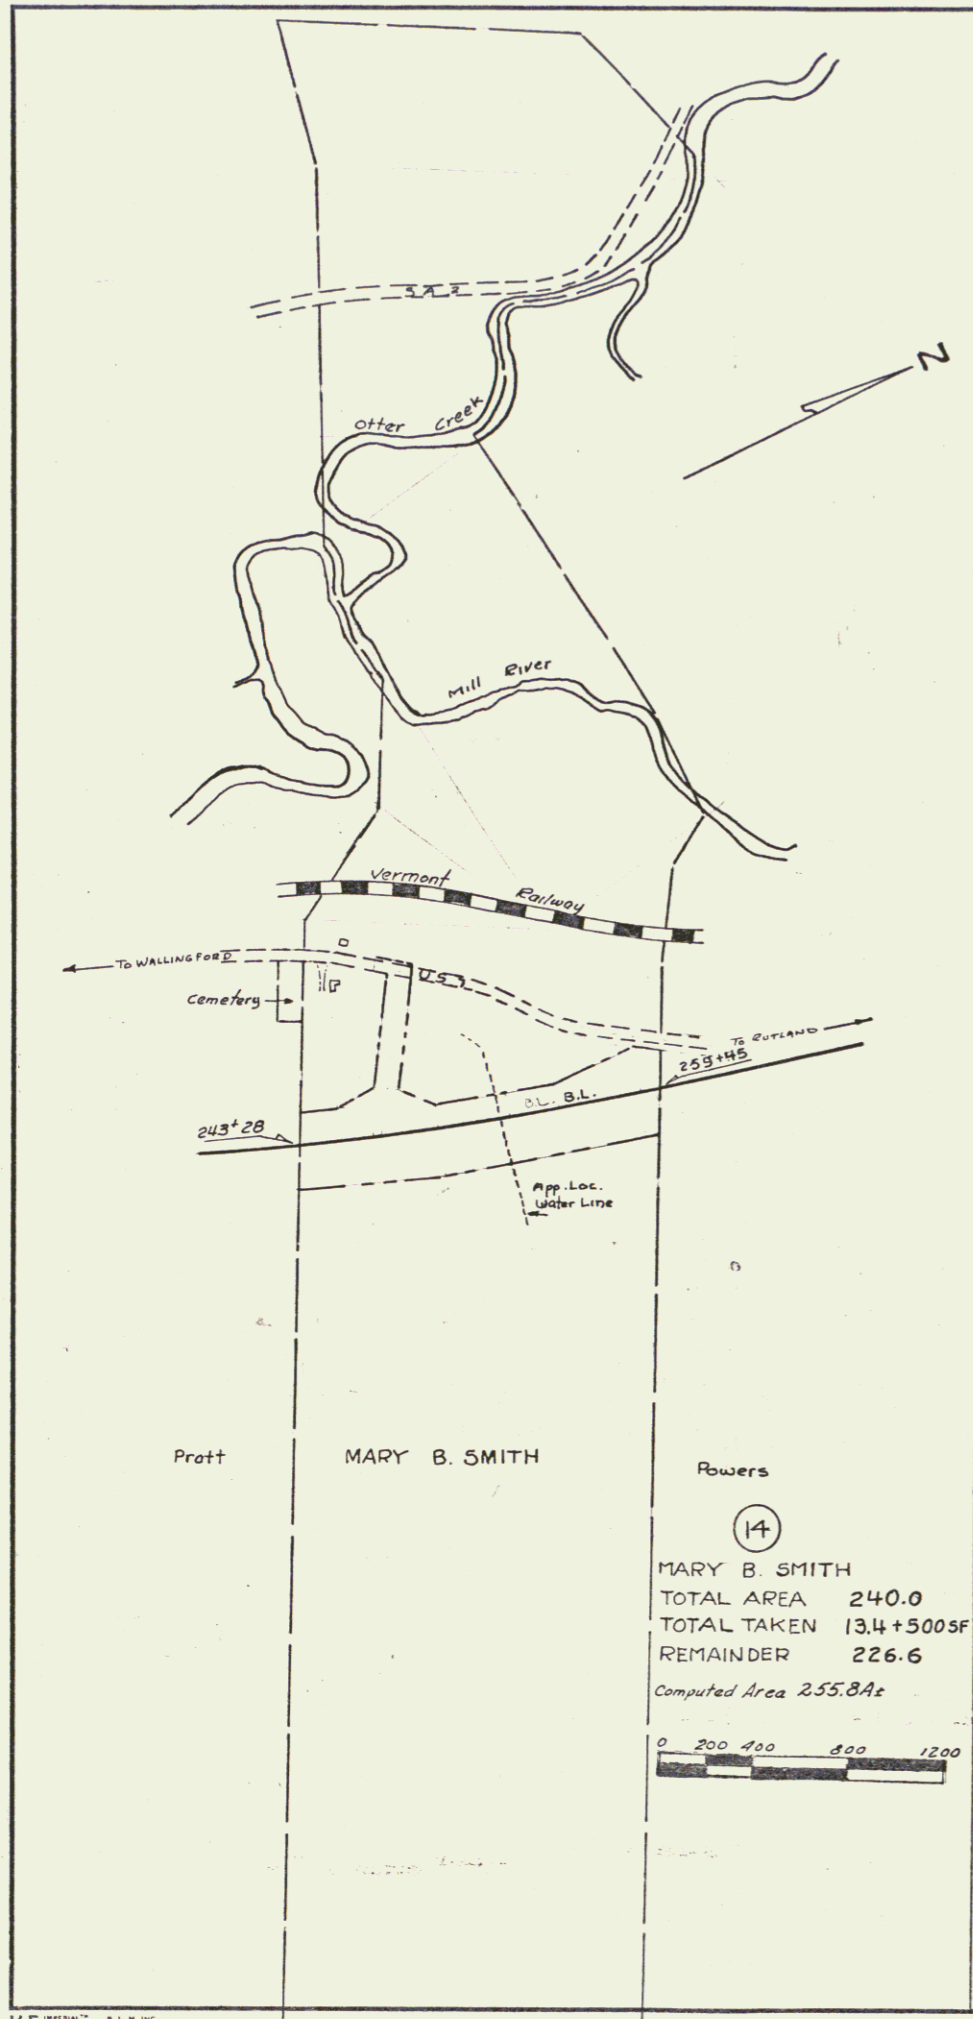 S A 2
N
Otter Creek
Mill River
Vermont Railway
To WALLINGFORD
U S 7
Cemetery
To RUTLAND
259+45
B.L. B.L.
243+28
App. Loc.
Water Line
Pratt
MARY B. SMITH
Powers
14
MARY B. SMITH
TOTAL AREA 240.0
TOTAL TAKEN 13.4+500SF
REMAINDER 226.6
Computed Area 255.8A±
0 200 400 800 1200